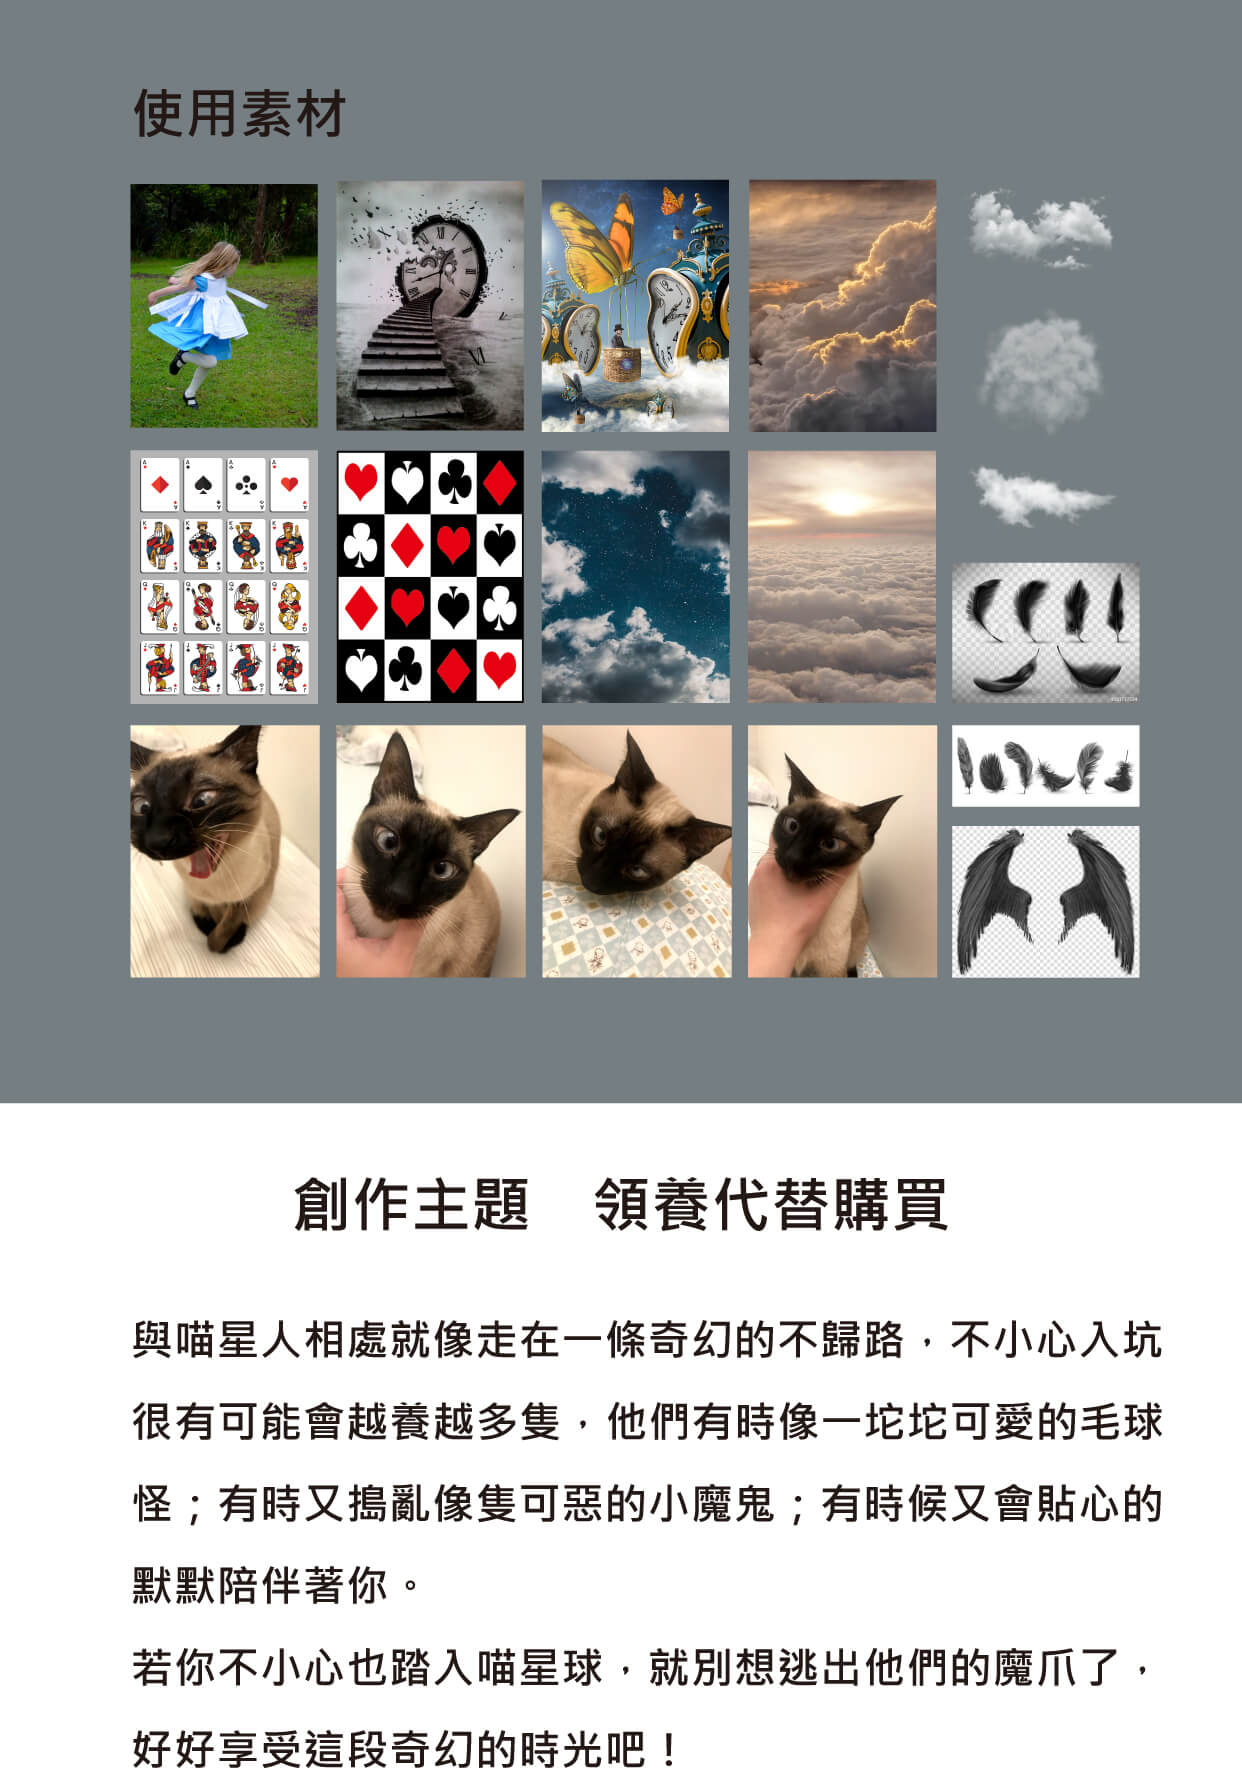 使用素材
創作主題　領養代替購買
與喵星人相處就像走在一條奇幻的不歸路，不小心入坑
很有可能會越養越多隻，他們有時像一坨坨可愛的毛球
怪；有時又搗亂像隻可惡的小魔鬼；有時候又會貼心的
默默陪伴著你。
若你不小心也踏入喵星球，就別想逃出他們的魔爪了，
好好享受這段奇幻的時光吧！